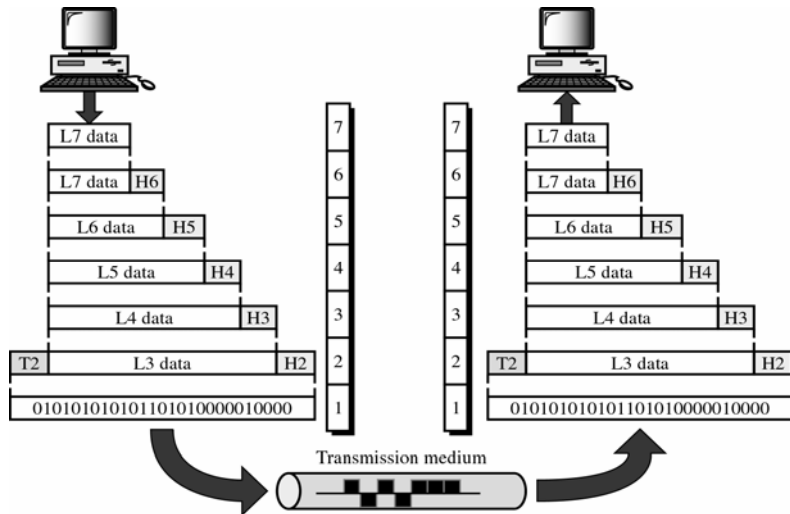 L7 data
7
7
L7 data
L7 data H6
6
6
L7 data H6
L6 data H5
5
5
L6 data H5
L5 data H4
4
4
L5 data H4
L4 data H3
3
3
L4 data H3
T2 L3 data H2
2
2
T2 L3 data H2
010101010101101010000010000
1
1
010101010101101010000010000
Transmission medium